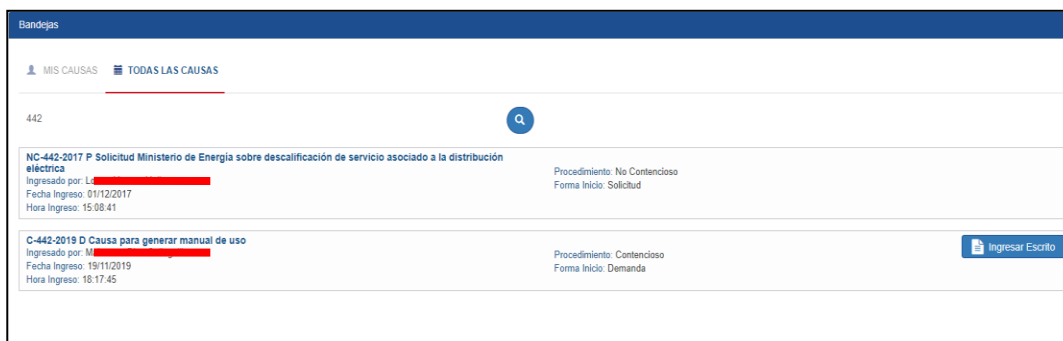 Bandejas
MIS CAUSAS TODAS LAS CAUSAS
442
NC-442-2017 P Solicitud Ministerio de Energía sobre descalificación de servicio asociado a la distribución
eléctrica
Ingresado por:
Fecha Ingreso: 01/12/2017
Hora Ingreso: 15:08:41
Procedimiento: No Contencioso
Forma Inicio: Solicitud
C-442-2019 D Causa para generar manual de uso
Ingresado por:
Fecha Ingreso: 19/11/2019
Hora Ingreso: 18:17:45
Procedimiento: Contencioso
Forma Inicio: Demanda
Ingresar Escrito